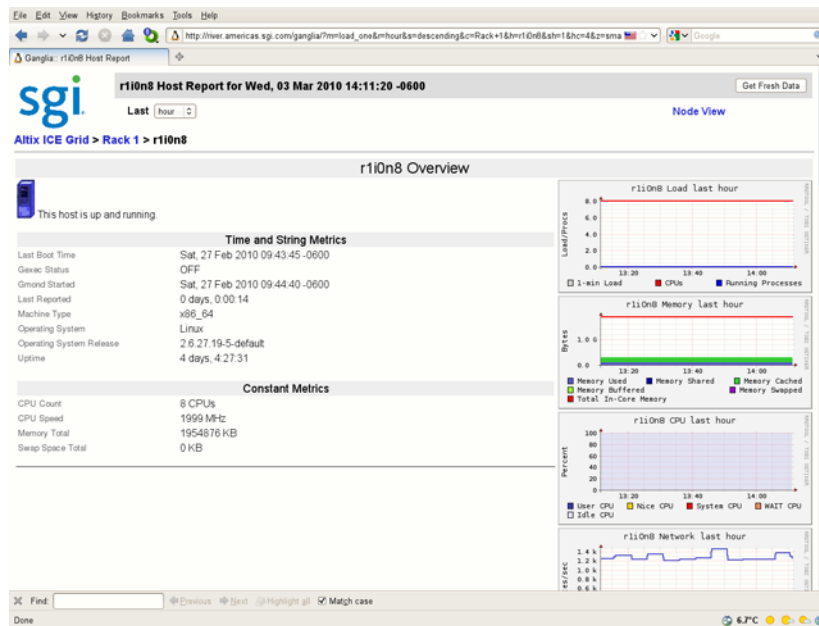 File Edit View History Bookmarks Tools Help
http://river.americas.sgi.com/ganglia/?m=load_one&r=hour&s=descending&c=Rack+1&h=r1i0n8&sh=1&hc=4&z=sma
Google
Ganglia:: r1i0n8 Host Report
sgi
r1i0n8 Host Report for Wed, 03 Mar 2010 14:11:20 -0600
Get Fresh Data
Last hour
Node View
Altix ICE Grid > Rack 1 > r1i0n8
r1i0n8 Overview
This host is up and running.
Time and String Metrics
Last Boot Time Sat, 27 Feb 2010 09:43:45 -0600
Gexec Status OFF
Gmond Started Sat, 27 Feb 2010 09:44:40 -0600
Last Reported 0 days, 0:00:14
Machine Type x86_64
Operating System Linux
Operating System Release 2.6.27.19-5-default
Uptime 4 days, 4:27:31
Constant Metrics
CPU Count 8 CPUs
CPU Speed 1999 MHz
Memory Total 1954876 KB
Swap Space Total 0 KB
r1i0n8 Load last hour
Load/Procs
8.0
6.0
4.0
2.0
0.0
13:20 13:40 14:00
1-min Load CPUs Running Processes
r1i0n8 Memory last hour
Bytes
1.0 G
0.0
13:20 13:40 14:00
Memory Used Memory Shared Memory Cached
Memory Buffered Memory Swapped
Total In-Core Memory
r1i0n8 CPU last hour
Percent
100
80
60
40
20
0
13:20 13:40 14:00
User CPU Nice CPU System CPU WAIT CPU
Idle CPU
r1i0n8 Network last hour
1.4 k
1.2 k
1.0 k
0.8 k
0.6 k
Find: Previous Next Highlight all Match case
Done
6.7°C